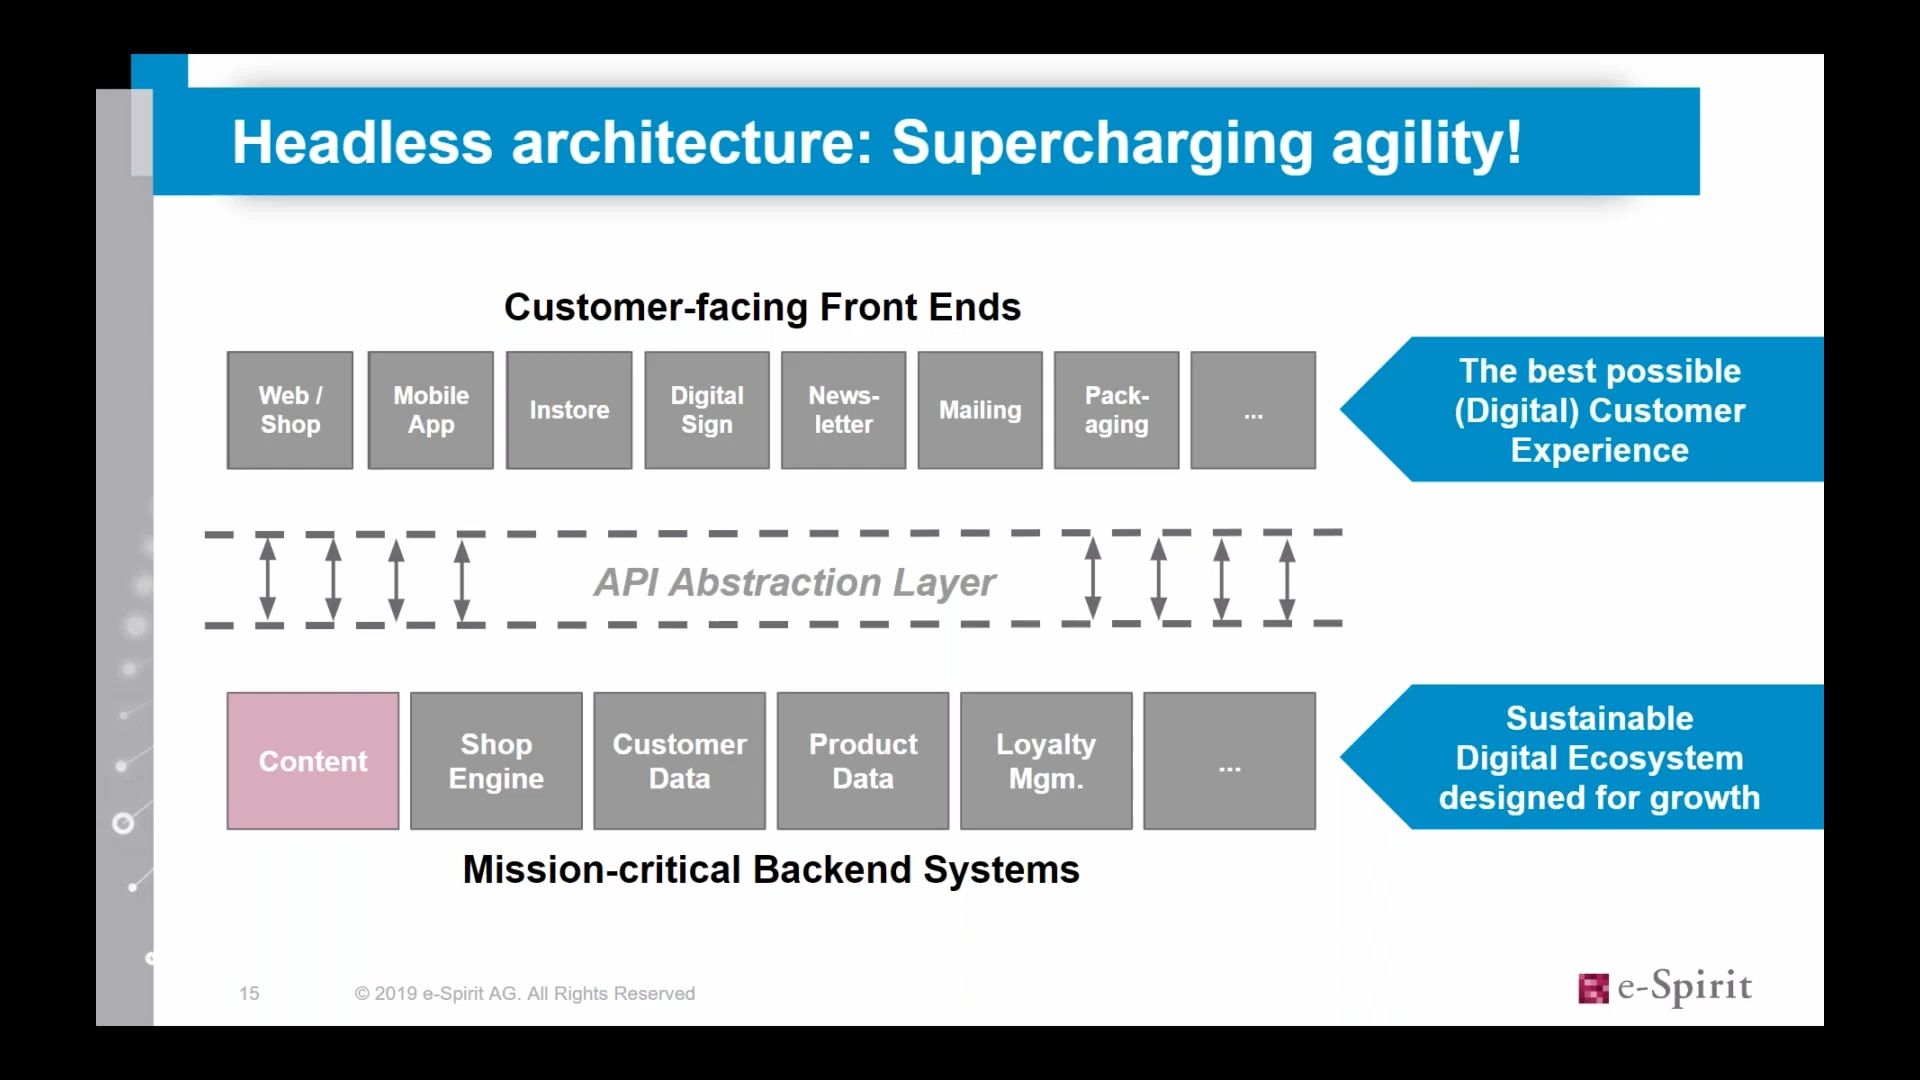 Headless architecture: Supercharging agility!
Customer-facing Front Ends
Web /
Shop
Mobile
App
Instore
Digital
Sign
News-
letter
Mailing
Pack-
aging
...
The best possible
(Digital) Customer
Experience
API Abstraction Layer
Content
Shop
Engine
Customer
Data
Product
Data
Loyalty
Mgm.
...
Sustainable
Digital Ecosystem
designed for growth
Mission-critical Backend Systems
15
© 2019 e-Spirit AG. All Rights Reserved
e-Spirit